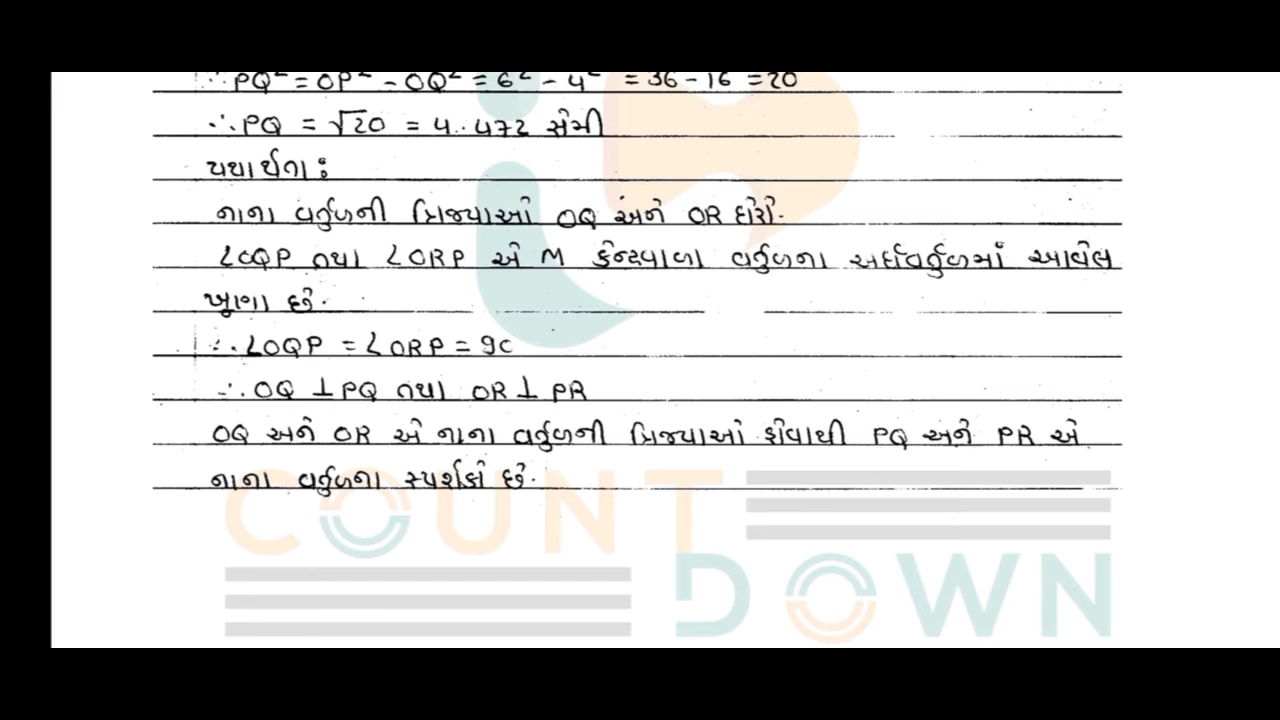 ∴ PQ² = OP² - OQ² = 6² - 4² = 36 - 16 = 20
∴ PQ = √20 = 4.472 સેમી
યથાર્થતા :
નાના વર્તુળની ત્રિજ્યાઓ OQ અને OR દોરો.
∠OQP તથા ∠ORP એ M કેન્દ્રવાળા વર્તુળના અર્ધવર્તુળમાં આવેલ
ખૂણા છે.
∴ ∠OQP = ∠ORP = 90
∴ OQ ⊥ PQ તથા OR ⊥ PR
OQ અને OR એ નાના વર્તુળની ત્રિજ્યાઓ હોવાથી PQ અને PR એ
નાના વર્તુળના સ્પર્શકો છે.
COUNT
DOWN